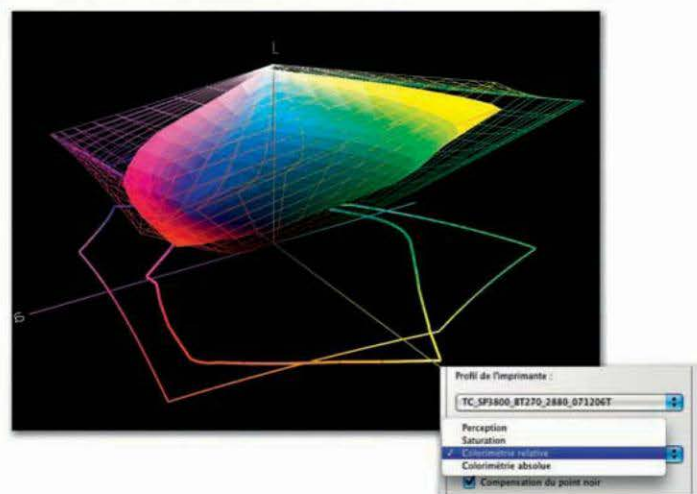 L
a
Profil de l'imprimante :
TC_SP3800_BT270_2880_071206T
Perception
Saturation
✓ Colorimétrie relative
Colorimétrie absolue
Compensation du point noir